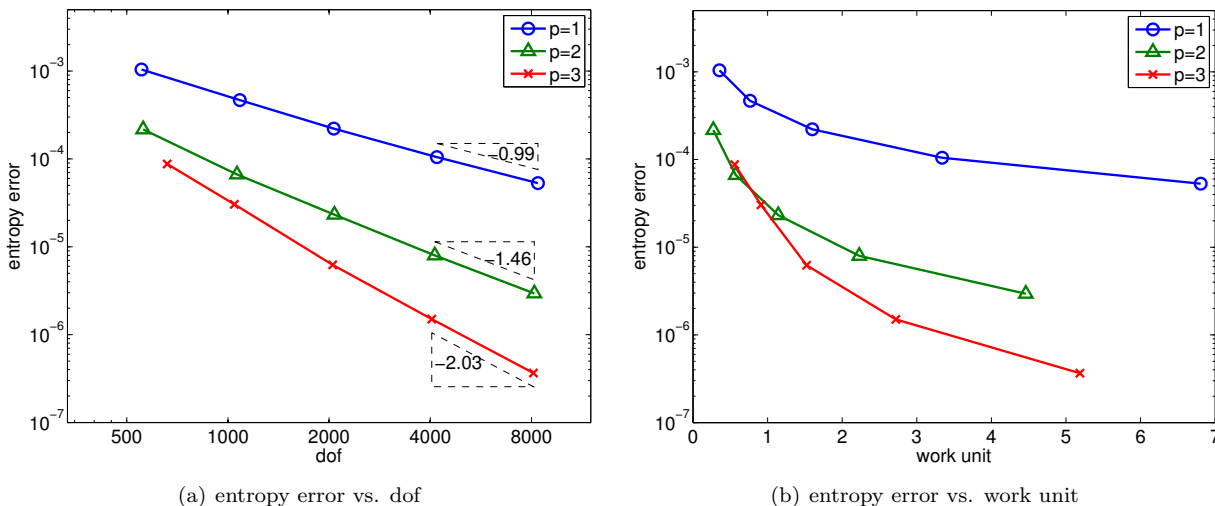 p=1
p=2
p=3
10⁻³
10⁻⁴
10⁻⁵
10⁻⁶
10⁻⁷
entropy error
−0.99
−1.46
−2.03
500 1000 2000 4000 8000
dof
(a) entropy error vs. dof
p=1
p=2
p=3
10⁻³
10⁻⁴
10⁻⁵
10⁻⁶
10⁻⁷
entropy error
0 1 2 3 4 5 6 7
work unit
(b) entropy error vs. work unit